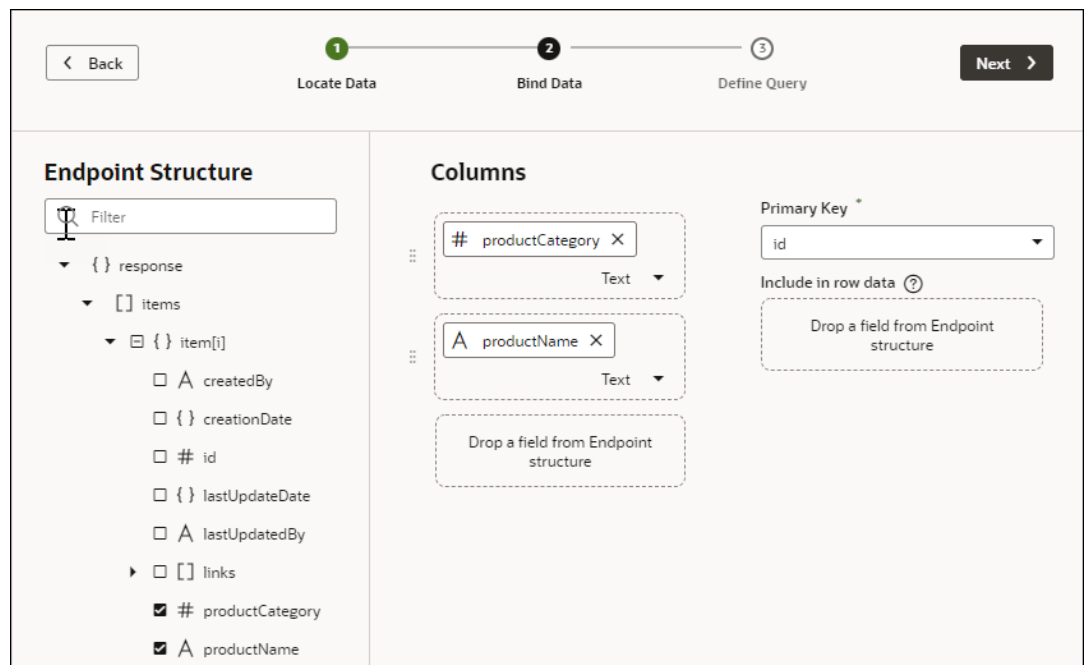 Back
1
2
3
Locate Data
Bind Data
Define Query
Next
Endpoint Structure
Filter
{ } response
[ ] items
{ } item[i]
A createdBy
{ } creationDate
# id
{ } lastUpdateDate
A lastUpdatedBy
[ ] links
# productCategory
A productName
Columns
# productCategory ×
Text
A productName ×
Text
Drop a field from Endpoint
structure
Primary Key *
id
Include in row data ?
Drop a field from Endpoint
structure